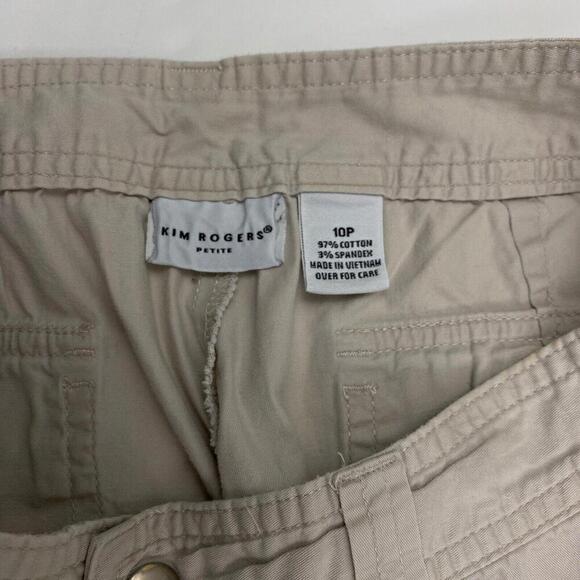 KIM ROGERS®
PETITE
10P
97% COTTON
3% SPANDEX
MADE IN VIETNAM
OVER FOR CARE